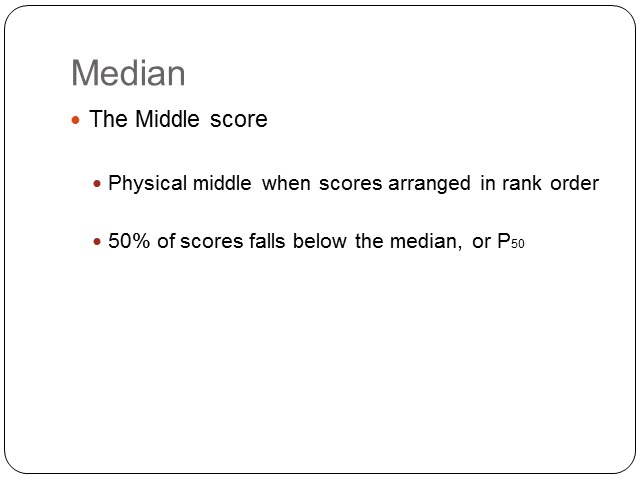 Median
• The Middle score
• Physical middle when scores arranged in rank order
• 50% of scores falls below the median, or P₅₀